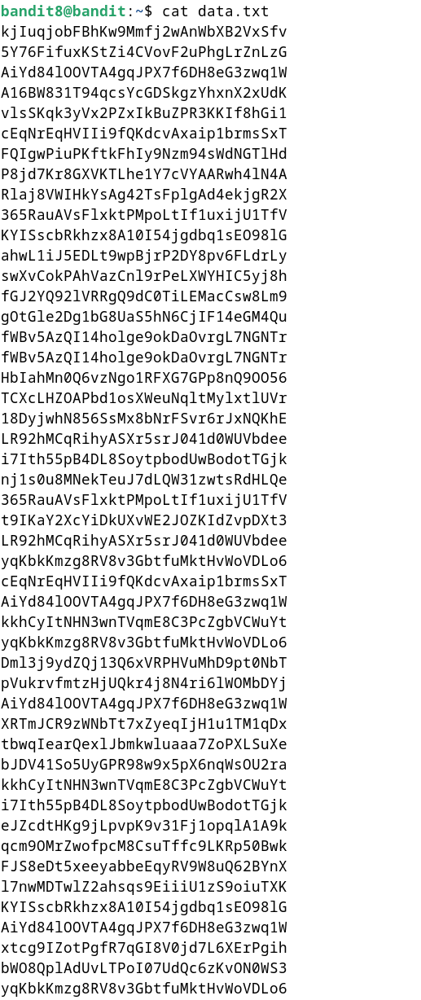 bandit8@bandit:~$ cat data.txt
kjIuqjobFBhKw9Mmfj2wAnWbXB2VxSfv
5Y76FifuxKStZi4CVovF2uPhgLrZnLzG
AiYd84lOOVTA4gqJPX7f6DH8eG3zwq1W
A16BW831T94qcsYcGDSkgzYhxnX2xUdK
vlsSKqk3yVx2PZxIkBuZPR3KKIf8hGi1
cEqNrEqHVIIi9fQKdcvAxaip1brmsSxT
FQIgwPiuPKftkFhIy9Nzm94sWdNGTlHd
P8jd7Kr8GXVKTLhe1Y7cVYAARwh4lN4A
Rlaj8VWIHkYsAg42TsFplgAd4ekjgR2X
365RauAVsFlxktPMpoLtIf1uxijU1TfV
KYISscbRkhzx8A10I54jgdbq1sEO98lG
ahwL1iJ5EDLt9wpBjrP2DY8pv6FLdrLy
swXvCokPAhVazCnl9rPeLXWYHIC5yj8h
fGJ2YQ92lVRRgQ9dC0TiLEMacCsw8Lm9
gOtGle2Dg1bG8UaS5hN6CjIF14eGM4Qu
fWBv5AzQI14holge9okDaOvrgL7NGNTr
fWBv5AzQI14holge9okDaOvrgL7NGNTr
HbIahMn0Q6vzNgo1RFXG7GPp8nQ9OO56
TCXcLHZOAPbd1osXWeuNqltMylxtlUVr
18DyjwhN856SsMx8bNrFSvr6rJxNQKhE
LR92hMCqRihyASXr5srJ041d0WUVbdee
i7Ith55pB4DL8SoytpbodUwBodotTGjk
nj1s0u8MNekTeuJ7dLQW31zwtsRdHLQe
365RauAVsFlxktPMpoLtIf1uxijU1TfV
t9IKaY2XcYiDkUXvWE2JOZKIdZvpDXt3
LR92hMCqRihyASXr5srJ041d0WUVbdee
yqKbkKmzg8RV8v3GbtfuMktHvWoVDLo6
cEqNrEqHVIIi9fQKdcvAxaip1brmsSxT
AiYd84lOOVTA4gqJPX7f6DH8eG3zwq1W
kkhCyItNHN3wnTVqmE8C3PcZgbVCWuYt
yqKbkKmzg8RV8v3GbtfuMktHvWoVDLo6
Dml3j9ydZQj13Q6xVRPHVuMhD9pt0NbT
pVukrvfmtzHjUQkr4j8N4ri6lWOMbDYj
AiYd84lOOVTA4gqJPX7f6DH8eG3zwq1W
XRTmJCR9zWNbTt7xZyeqIjH1u1TM1qDx
tbwqIearQexlJbmkwluaaa7ZoPXLSuXe
bJDV41So5UyGPR98w9x5pX6nqWsOU2ra
kkhCyItNHN3wnTVqmE8C3PcZgbVCWuYt
i7Ith55pB4DL8SoytpbodUwBodotTGjk
eJZcdtHKg9jLpvpK9v31Fj1opqlA1A9k
qcm9OMrZwofpcM8CsuTffc9LKRp50Bwk
FJS8eDt5xeeyabbeEqyRV9W8uQ62BYnX
l7nwMDTwlZ2ahsqs9EiiiU1zS9oiuTXK
KYISscbRkhzx8A10I54jgdbq1sEO98lG
AiYd84lOOVTA4gqJPX7f6DH8eG3zwq1W
xtcg9IZotPgfR7qGI8V0jd7L6XErPgih
bWO8QplAdUvLTPoI07UdQc6zKvON0WS3
yqKbkKmzg8RV8v3GbtfuMktHvWoVDLo6